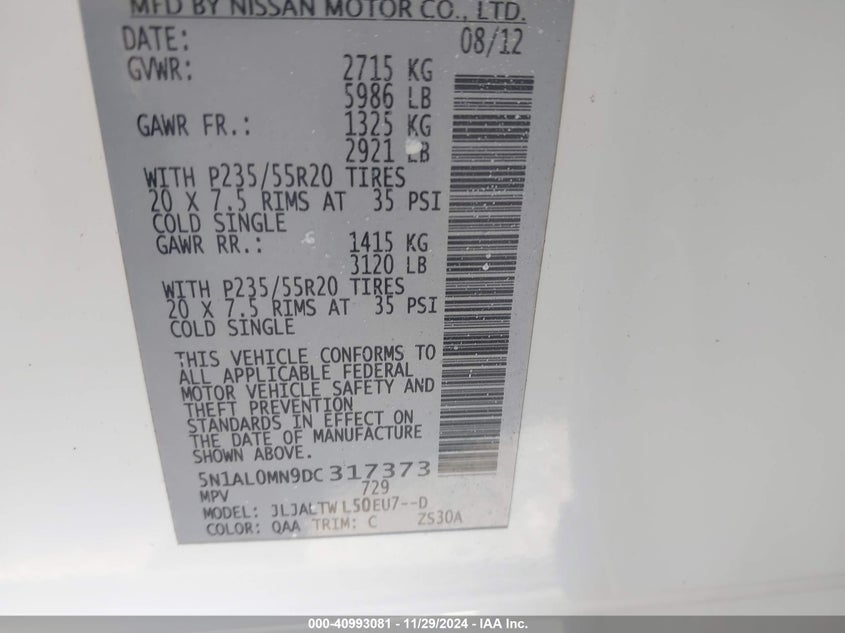 MFD BY NISSAN MOTOR CO., LTD.
DATE: 08/12
GVWR: 2715 KG
5986 LB
GAWR FR.: 1325 KG
2921 LB
WITH P235/55R20 TIRES
20 X 7.5 RIMS AT 35 PSI
COLD SINGLE
GAWR RR.: 1415 KG
3120 LB
WITH P235/55R20 TIRES
20 X 7.5 RIMS AT 35 PSI
COLD SINGLE
THIS VEHICLE CONFORMS TO
ALL APPLICABLE FEDERAL
MOTOR VEHICLE SAFETY AND
THEFT PREVENTION
STANDARDS IN EFFECT ON
THE DATE OF MANUFACTURE
SHOWN ABOVE.
5N1AL0MN9DC317373
MPV 729
MODEL: JLJALTWL50EU7--D
COLOR: QAA TRIM: C ZS30A
000-40993081 - 11/29/2024 - IAA Inc.